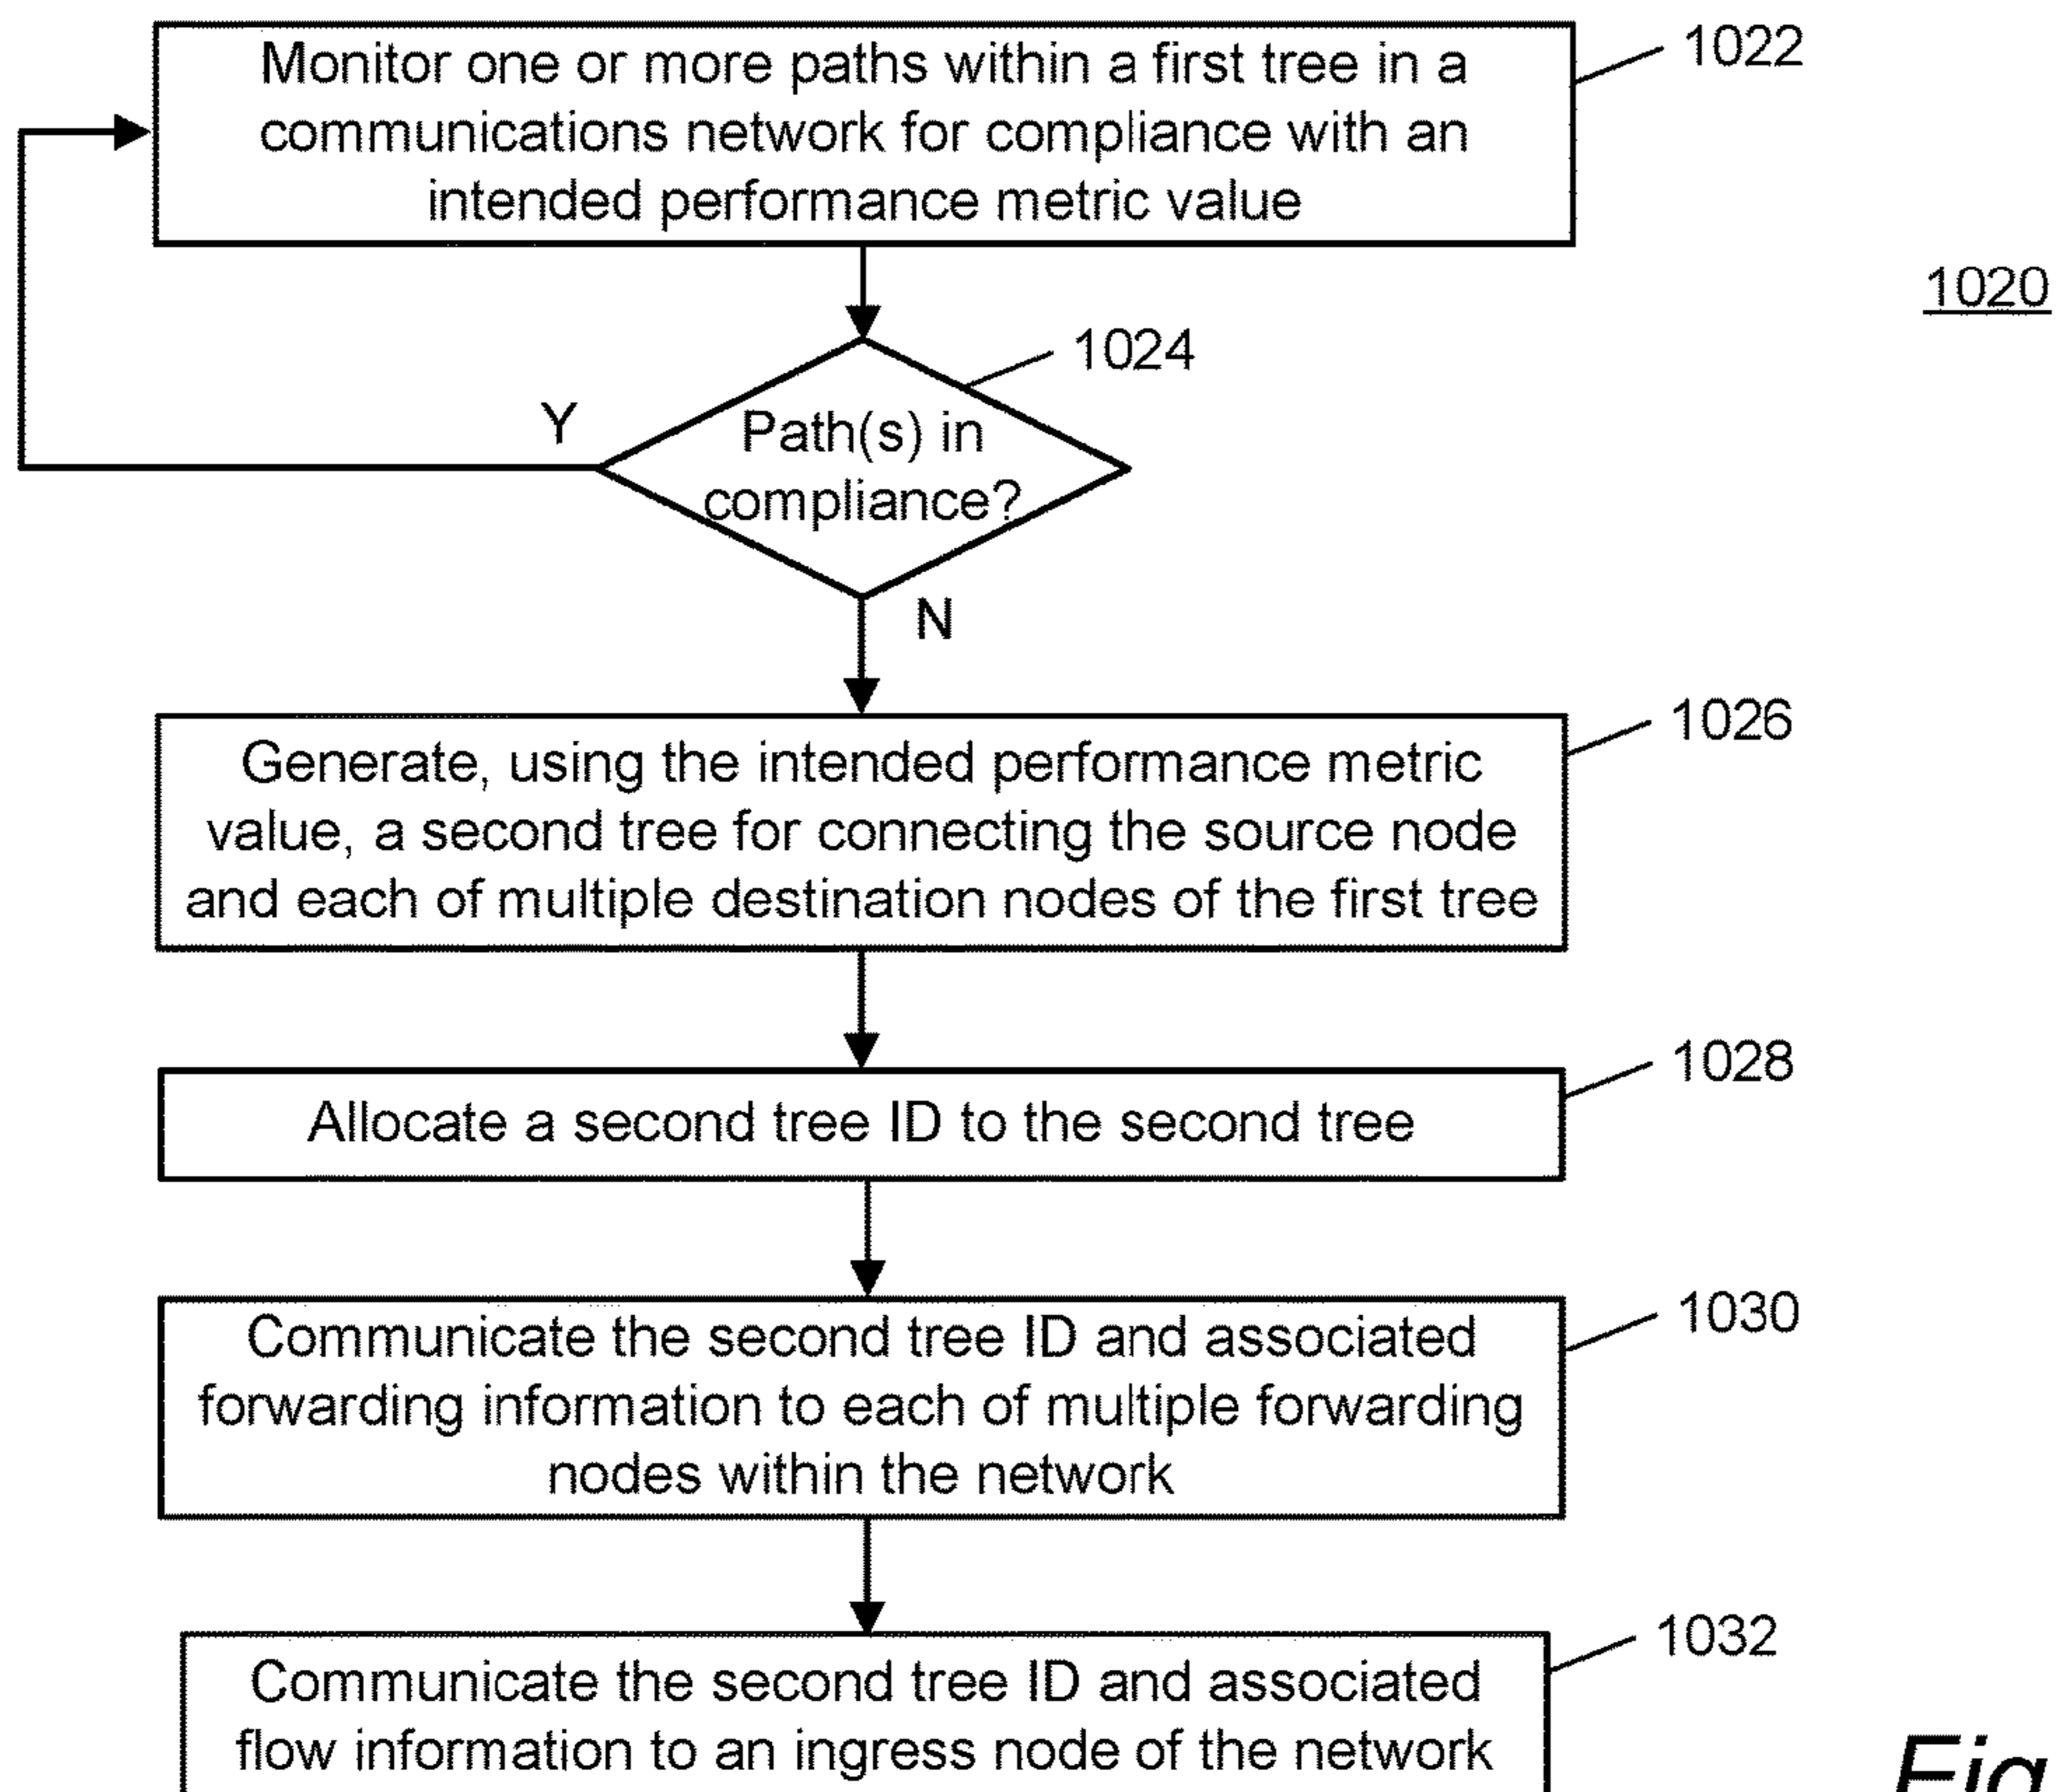 Monitor one or more paths within a first tree in a
communications network for compliance with an
intended performance metric value
1022
1020
1024
Path(s) in
compliance?
Y
N
1026
Generate, using the intended performance metric
value, a second tree for connecting the source node
and each of multiple destination nodes of the first tree
1028
Allocate a second tree ID to the second tree
1030
Communicate the second tree ID and associated
forwarding information to each of multiple forwarding
nodes within the network
1032
Communicate the second tree ID and associated
flow information to an ingress node of the network
Fig